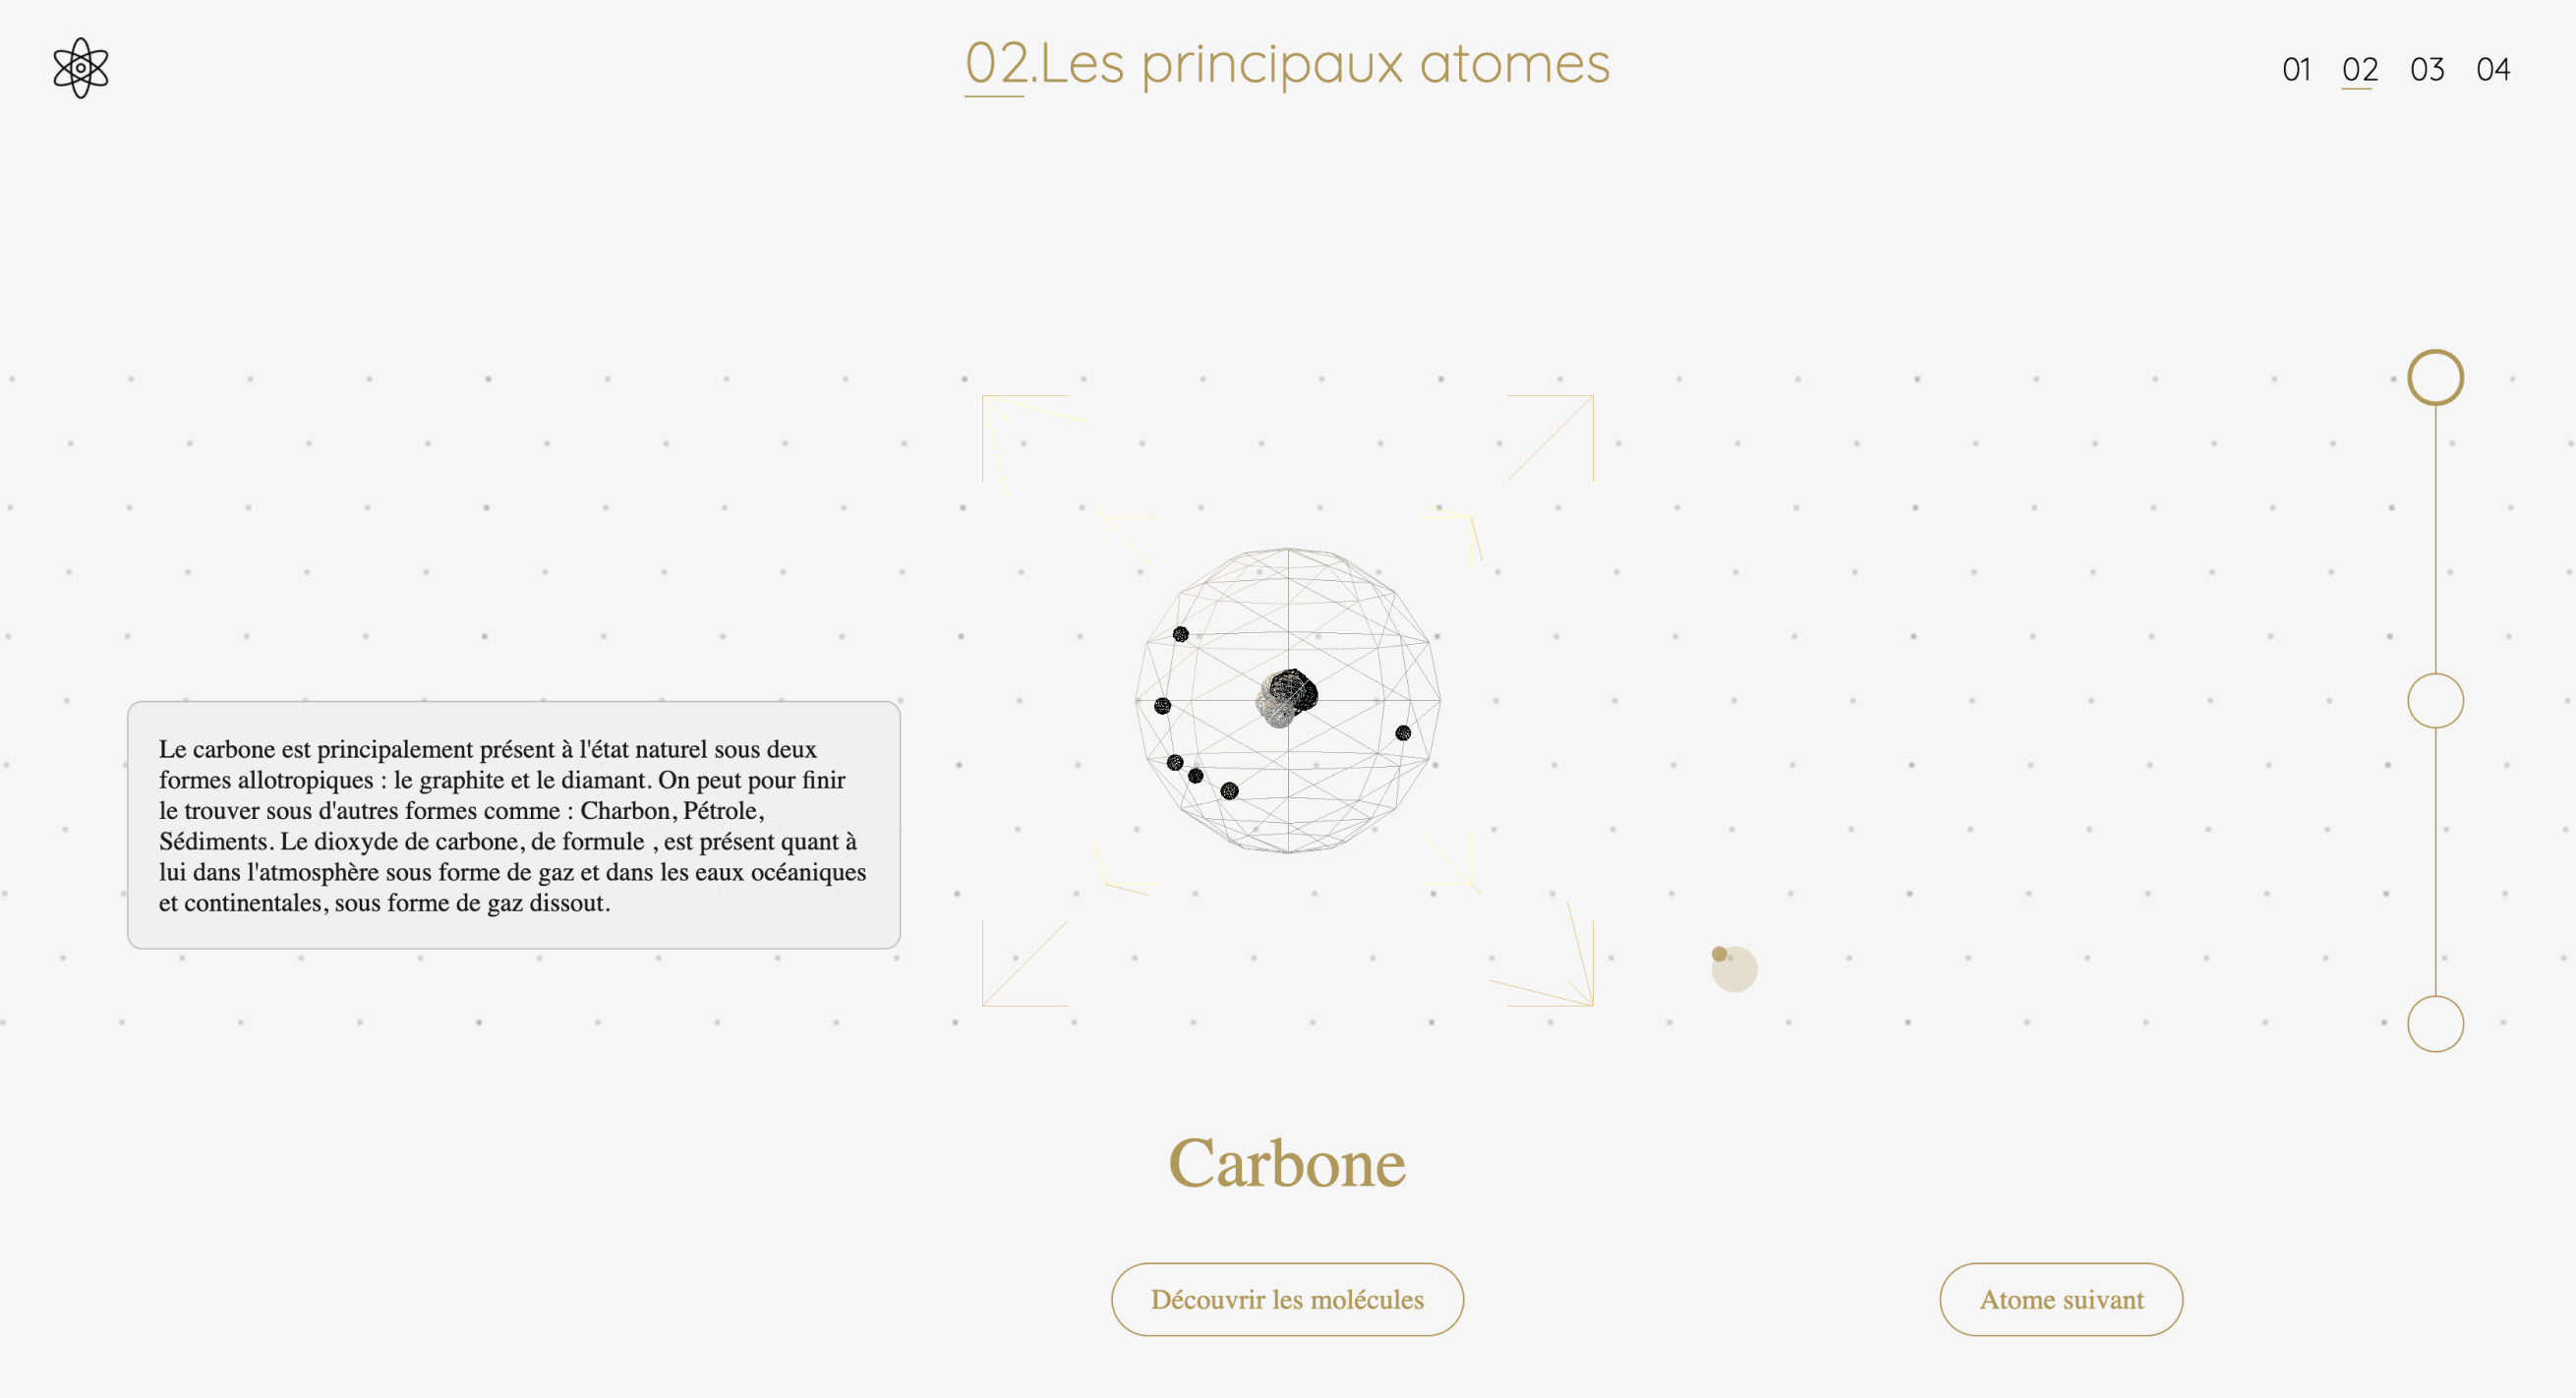 02.Les principaux atomes
01 02 03 04
Le carbone est principalement présent à l'état naturel sous deux
formes allotropiques : le graphite et le diamant. On peut pour finir
le trouver sous d'autres formes comme : Charbon, Pétrole,
Sédiments. Le dioxyde de carbone, de formule , est présent quant à
lui dans l'atmosphère sous forme de gaz et dans les eaux océaniques
et continentales, sous forme de gaz dissout.
Carbone
Découvrir les molécules
Atome suivant